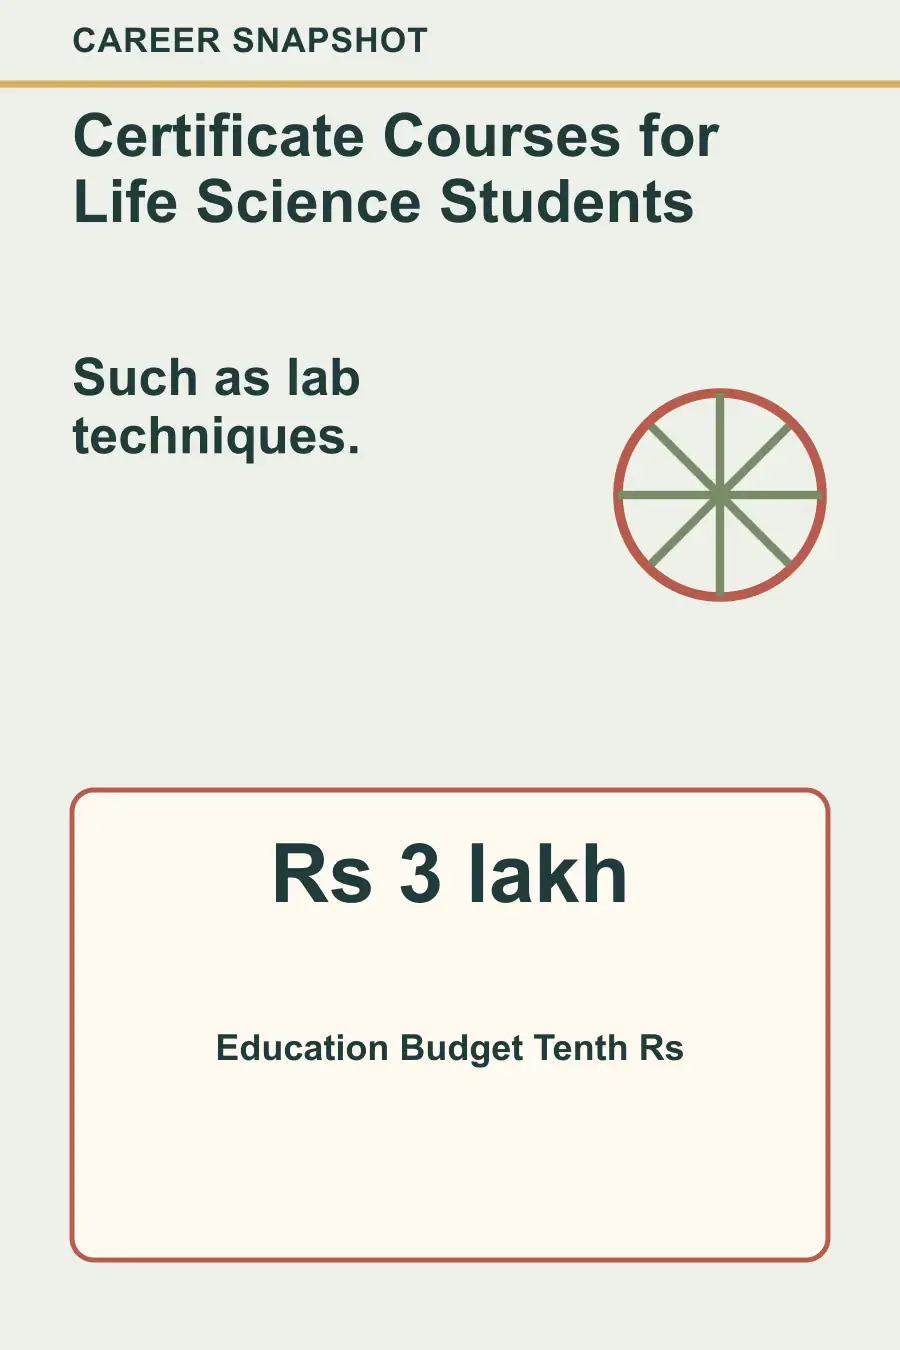 CAREER SNAPSHOT
Certificate Courses for
Life Science Students
Such as lab
techniques.
Rs 3 lakh
Education Budget Tenth Rs